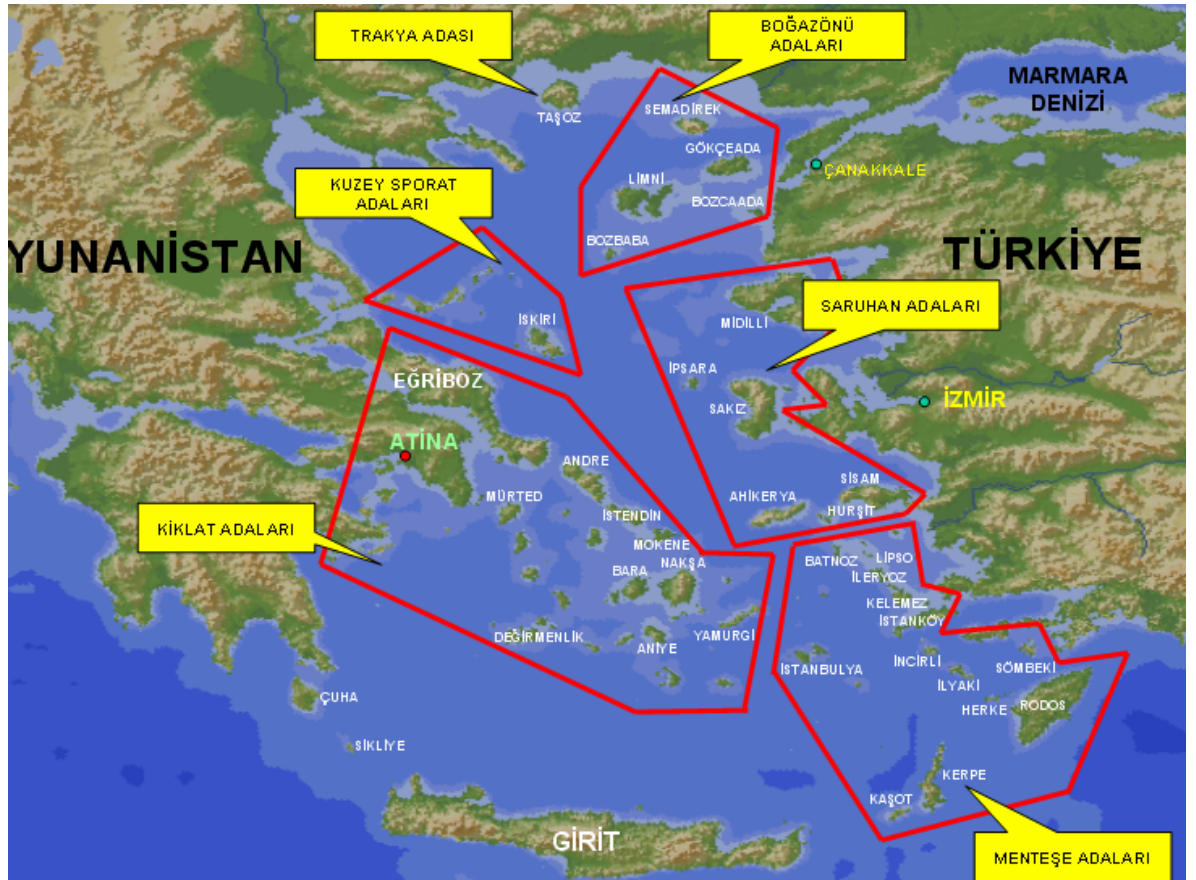 TRAKYA ADASI
BOĞAZÖNÜ
ADALARI
MARMARA
DENİZİ
TAŞOZ
SEMADİREK
GÖKÇEADA
ÇANAKKALE
LİMNİ
BOZCAADA
KUZEY SPORAT
ADALARI
BOZBABA
YUNANİSTAN
TÜRKİYE
SARUHAN ADALARI
İSKİRİ
MİDİLLİ
EĞRİBOZ
İPSARA
SAKIZ
İZMİR
ATİNA
ANDRE
SİSAM
MÜRTED
AHİKERYA
HURŞİT
İSTENDİN
KİKLAT ADALARI
MOKENE
NAKŞA
BARA
BATNOZ
LİPSO
İLERYOZ
KELEMEZ
İSTANKÖY
DEĞİRMENLİK
ANİYE
YAMURGİ
İSTANBULYA
İNCİRLİ
SÖMBEKİ
İLYAKİ
HERKE
RODOS
ÇUHA
SİKLİYE
KERPE
KAŞOT
GİRİT
MENTEŞE ADALARI